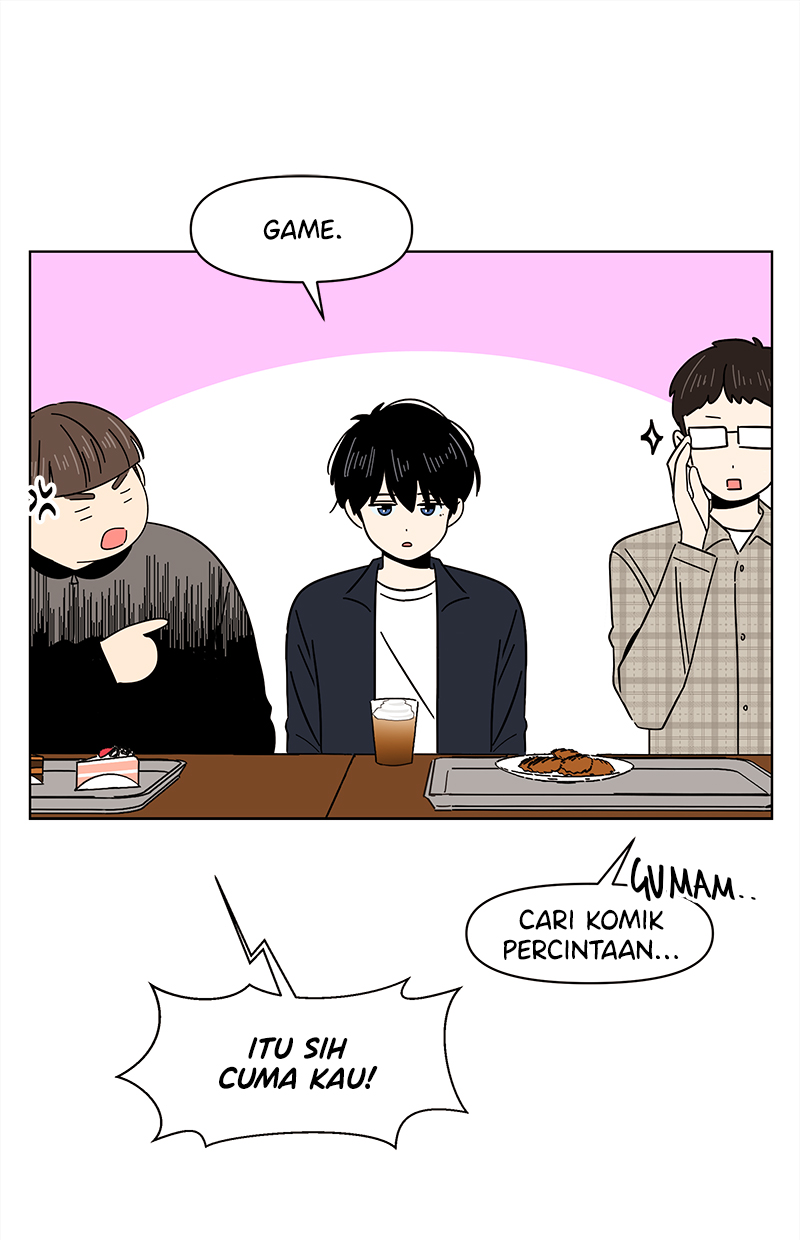 GAME.
GUMAM..
CARI KOMIK
PERCINTAAN...
ITU SIH
CUMA KAU!